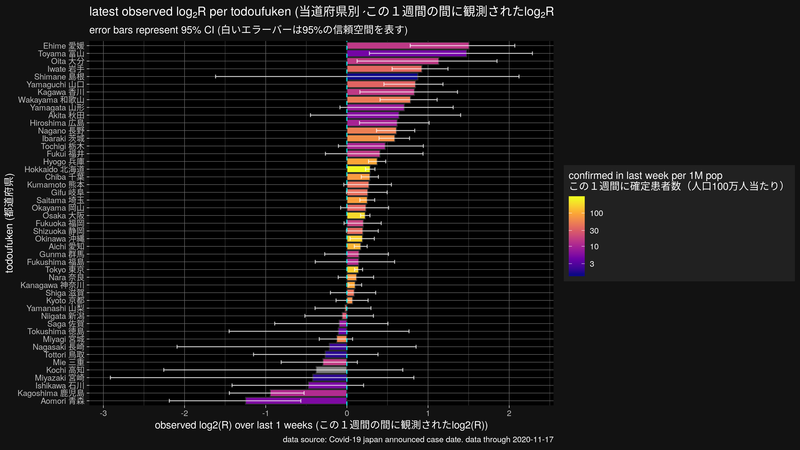 latest observed log₂R per todoufuken (当道府県別 · この１週間の間に観測されたlog₂R
error bars represent 95% CI (白いエラーバーは95%の信頼空間を表す)
todoufuken (都道府県)
Ehime 愛媛
Toyama 富山
Oita 大分
Iwate 岩手
Shimane 島根
Yamaguchi 山口
Kagawa 香川
Wakayama 和歌山
Yamagata 山形
Akita 秋田
Hiroshima 広島
Nagano 長野
Ibaraki 茨城
Tochigi 栃木
Fukui 福井
Hyogo 兵庫
Hokkaido 北海道
Chiba 千葉
Kumamoto 熊本
Gifu 岐阜
Saitama 埼玉
Okayama 岡山
Osaka 大阪
Fukuoka 福岡
Shizuoka 静岡
Okinawa 沖縄
Aichi 愛知
Gunma 群馬
Fukushima 福島
Tokyo 東京
Nara 奈良
Kanagawa 神奈川
Shiga 滋賀
Kyoto 京都
Yamanashi 山梨
Niigata 新潟
Saga 佐賀
Tokushima 徳島
Miyagi 宮城
Nagasaki 長崎
Tottori 鳥取
Mie 三重
Kochi 高知
Miyazaki 宮崎
Ishikawa 石川
Kagoshima 鹿児島
Aomori 青森
-3 -2 -1 0 1 2
observed log2(R) over last 1 weeks (この１週間の間に観測されたlog2(R))
data source: Covid-19 japan announced case date. data through 2020-11-17
confirmed in last week per 1M pop
この１週間に確定患者数（人口100万人当たり）
100
30
10
3